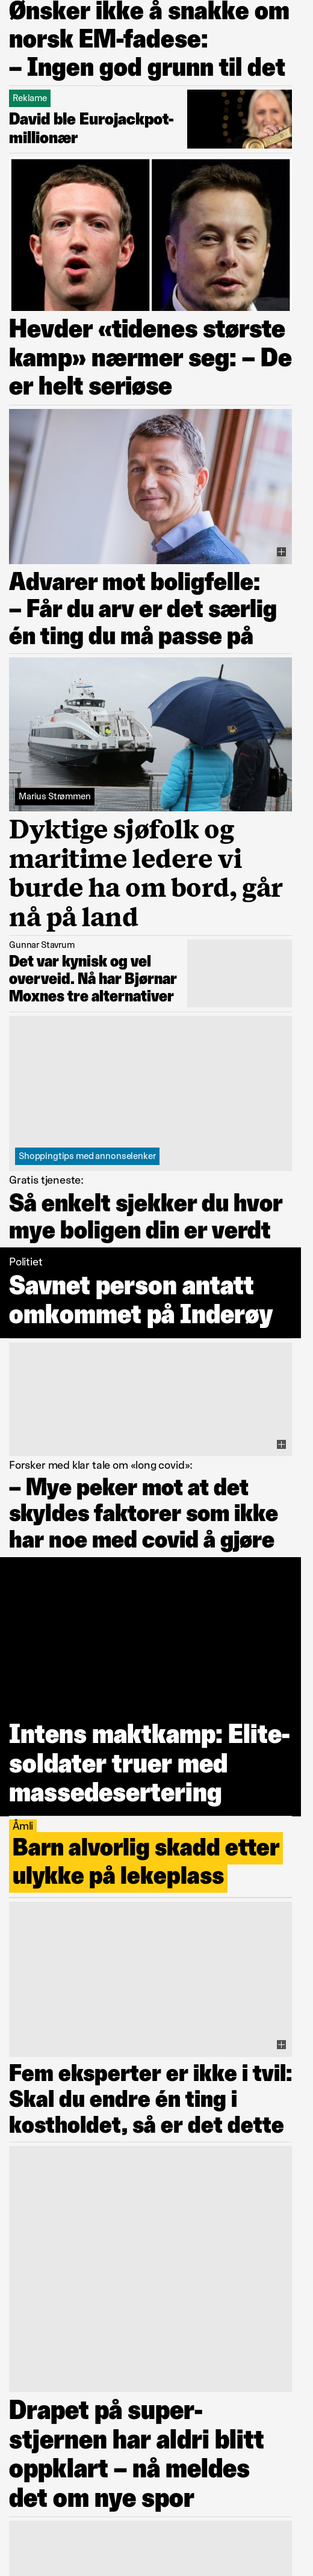 Ønsker ikke å snakke om
norsk EM-fadese:
– Ingen god grunn til det
Reklame
David ble Eurojackpot-
millionær
Hevder «tidenes største
kamp» nærmer seg: – De
er helt seriøse
Advarer mot boligfelle:
– Får du arv er det særlig
én ting du må passe på
Marius Strømmen
Dyktige sjøfolk og
maritime ledere vi
burde ha om bord, går
nå på land
Gunnar Stavrum
Det var kynisk og vel
overveid. Nå har Bjørnar
Moxnes tre alternativer
Shoppingtips med annonselenker
Gratis tjeneste:
Så enkelt sjekker du hvor
mye boligen din er verdt
Politiet
Savnet person antatt
omkommet på Inderøy
Forsker med klar tale om «long covid»:
– Mye peker mot at det
skyldes faktorer som ikke
har noe med covid å gjøre
Intens maktkamp: Elite-
soldater truer med
massedesertering
Åmli
Barn alvorlig skadd etter
ulykke på lekeplass
Fem eksperter er ikke i tvil:
Skal du endre én ting i
kostholdet, så er det dette
Drapet på super-
stjernen har aldri blitt
oppklart – nå meldes
det om nye spor